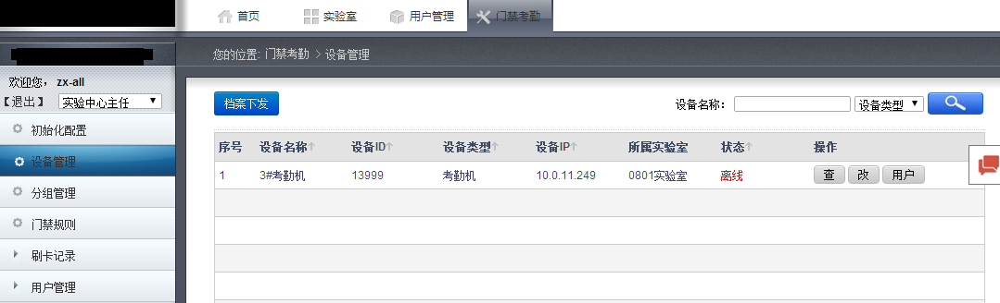 首页 实验室 用户管理 门禁考勤
您的位置: 门禁考勤 > 设备管理
欢迎您， zx-all
【退出】 实验中心主任
初始化配置
设备管理
分组管理
门禁规则
刷卡记录
用户管理
档案下发 设备名称： 设备类型
序号 设备名称↑ 设备ID↑ 设备类型↑ 设备IP↑ 所属实验室 状态↑ 操作
1 3#考勤机 13999 考勤机 10.0.11.249 0801实验室 离线 查 改 用户